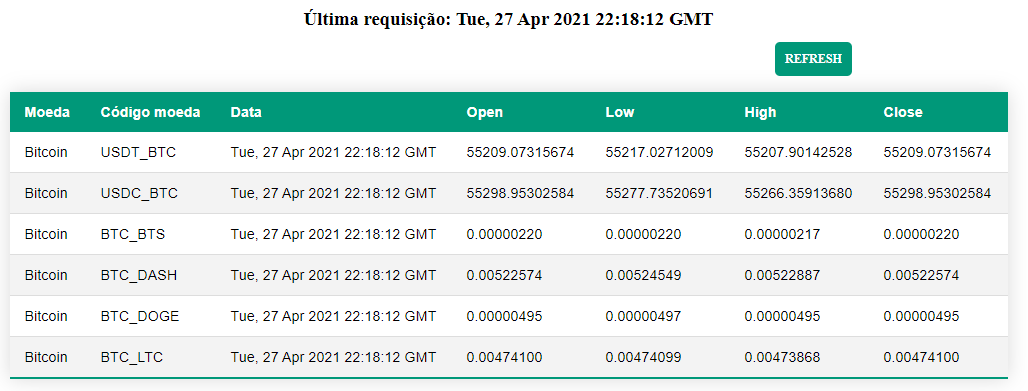 Última requisição: Tue, 27 Apr 2021 22:18:12 GMT
REFRESH
Moeda Código moeda Data Open Low High Close
Bitcoin USDT_BTC Tue, 27 Apr 2021 22:18:12 GMT 55209.07315674 55217.02712009 55207.90142528 55209.07315674
Bitcoin USDC_BTC Tue, 27 Apr 2021 22:18:12 GMT 55298.95302584 55277.73520691 55266.35913680 55298.95302584
Bitcoin BTC_BTS Tue, 27 Apr 2021 22:18:12 GMT 0.00000220 0.00000220 0.00000217 0.00000220
Bitcoin BTC_DASH Tue, 27 Apr 2021 22:18:12 GMT 0.00522574 0.00524549 0.00522887 0.00522574
Bitcoin BTC_DOGE Tue, 27 Apr 2021 22:18:12 GMT 0.00000495 0.00000497 0.00000495 0.00000495
Bitcoin BTC_LTC Tue, 27 Apr 2021 22:18:12 GMT 0.00474100 0.00474099 0.00473868 0.00474100